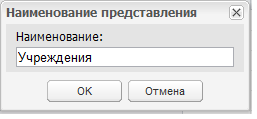 Наименование представления
Наименование:
Учреждения
OK
Отмена